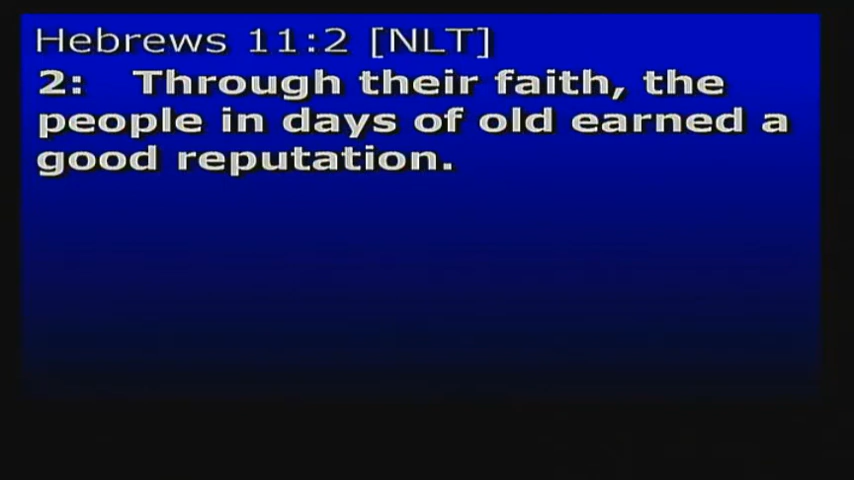 Hebrews 11:2 [NLT]
2: Through their faith, the
people in days of old earned a
good reputation.